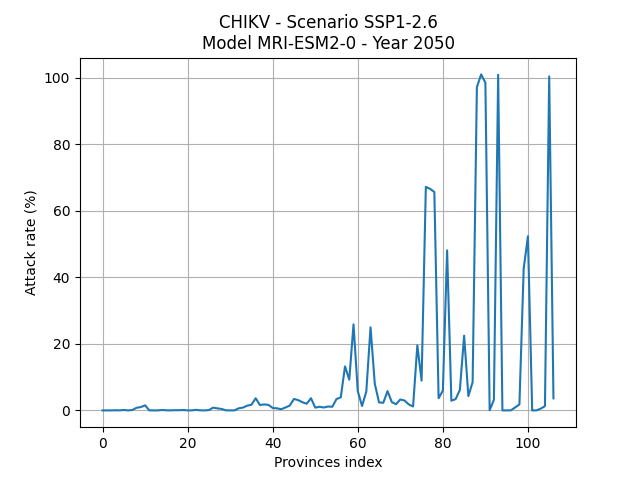 CHIKV - Scenario SSP1-2.6
Model MRI-ESM2-0 - Year 2050
Attack rate (%)
100
80
60
40
20
0
0 20 40 60 80 100
Provinces index